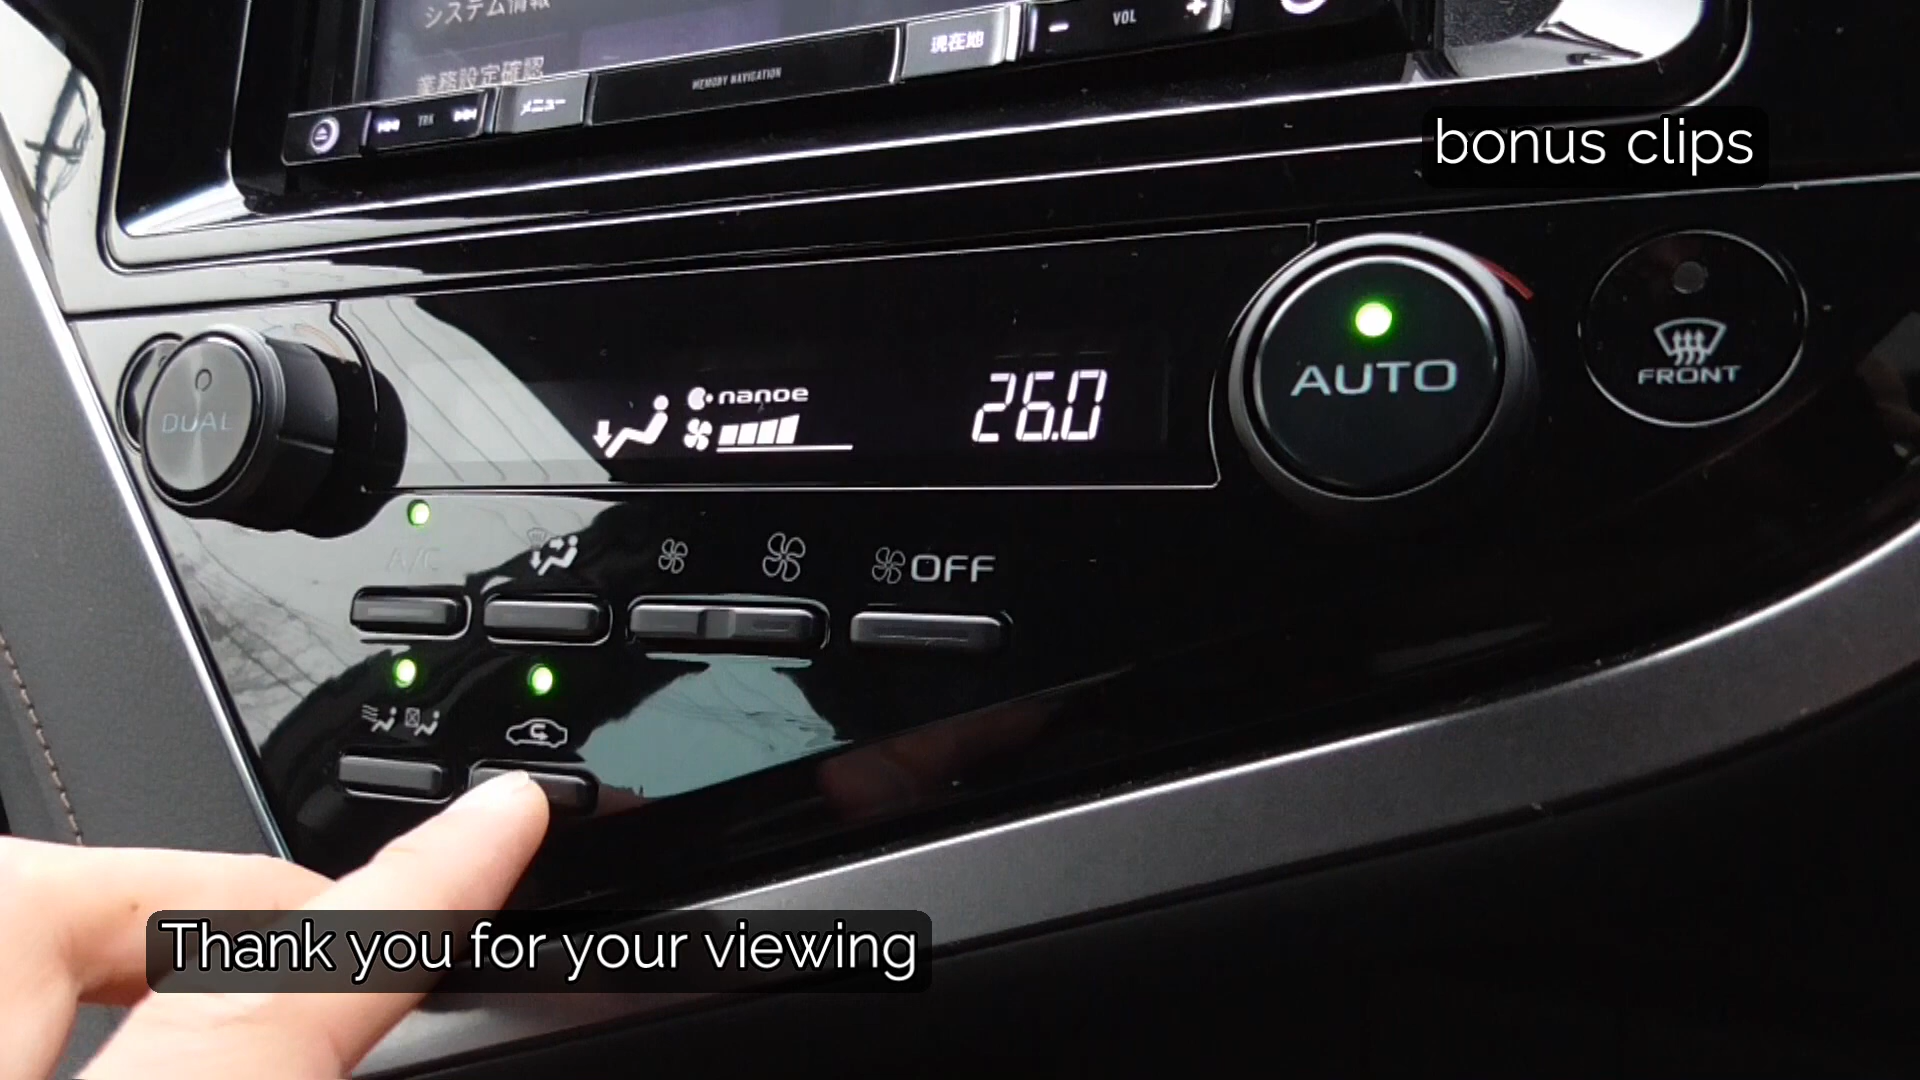 システム情報
業務設定確認
TRK
メニュー
MEMORY NAVIGATION
現在地
VOL
bonus clips
DUAL
nanoe
26.0
AUTO
FRONT
A/C
OFF
Thank you for your viewing